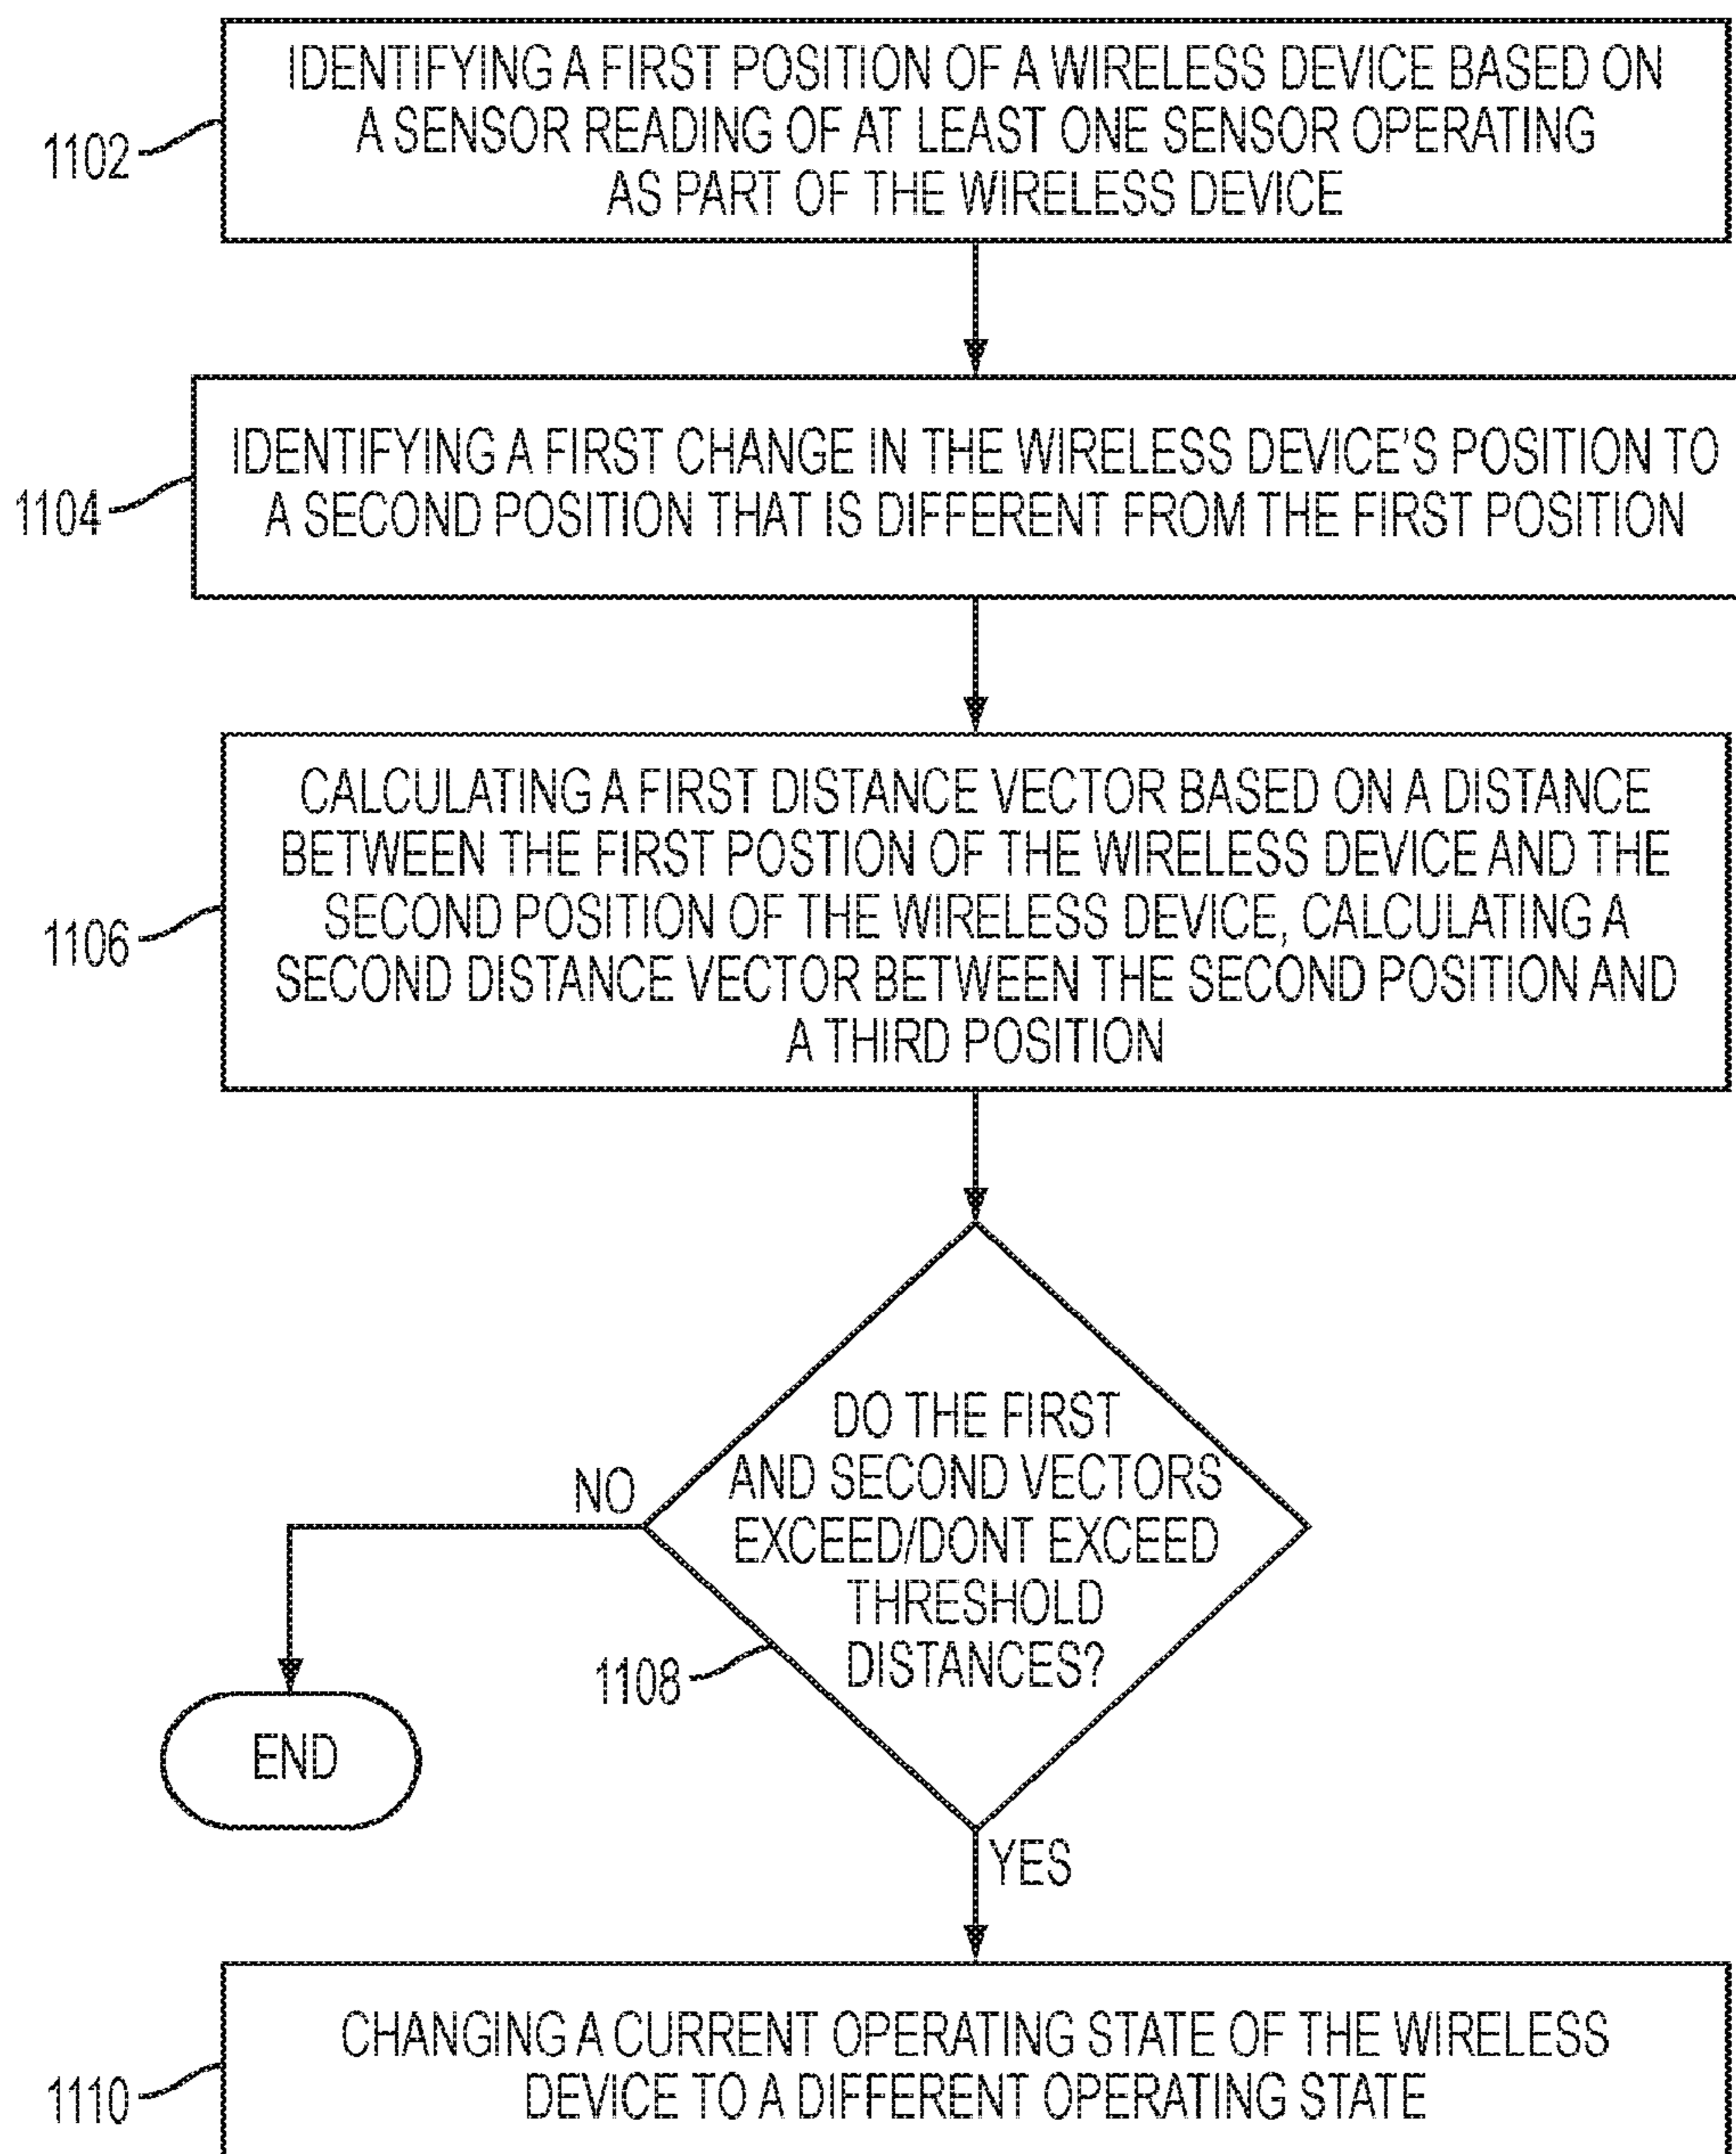 IDENTIFYING A FIRST POSITION OF A WIRELESS DEVICE BASED ON
A SENSOR READING OF AT LEAST ONE SENSOR OPERATING
AS PART OF THE WIRELESS DEVICE
1102
IDENTIFYING A FIRST CHANGE IN THE WIRELESS DEVICE'S POSITION TO
A SECOND POSITION THAT IS DIFFERENT FROM THE FIRST POSITION
1104
CALCULATING A FIRST DISTANCE VECTOR BASED ON A DISTANCE
BETWEEN THE FIRST POSTION OF THE WIRELESS DEVICE AND THE
SECOND POSITION OF THE WIRELESS DEVICE, CALCULATING A
SECOND DISTANCE VECTOR BETWEEN THE SECOND POSITION AND
A THIRD POSITION
1106
DO THE FIRST
AND SECOND VECTORS
EXCEED/DONT EXCEED
THRESHOLD
DISTANCES?
1108
NO
END
YES
CHANGING A CURRENT OPERATING STATE OF THE WIRELESS
DEVICE TO A DIFFERENT OPERATING STATE
1110